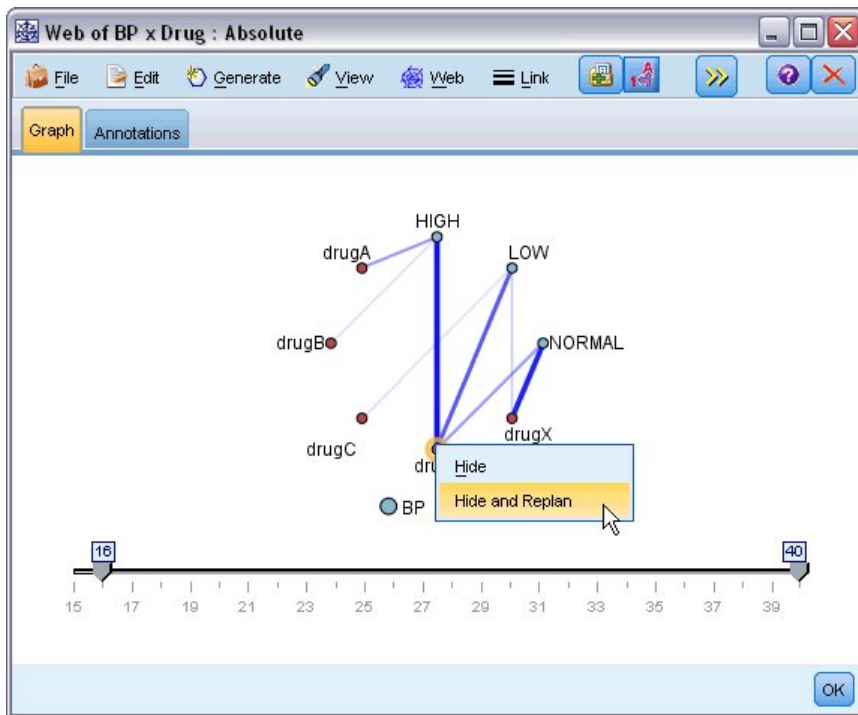 Web of BP x Drug : Absolute
File Edit Generate View Web Link
Graph Annotations
HIGH
drugA LOW
drugB NORMAL
drugC drugX
Hide
BP Hide and Replan
16 40
15 17 19 21 23 25 27 29 31 33 35 37 39
OK